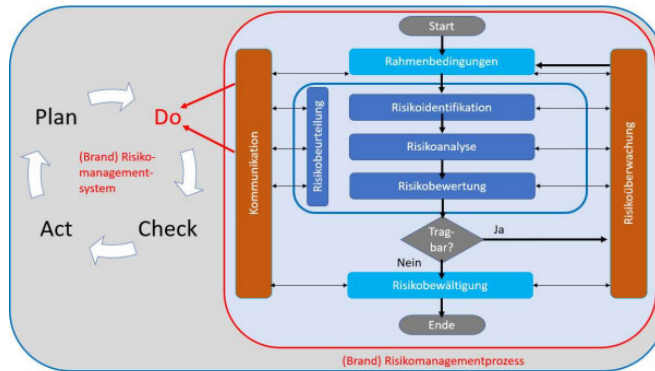 Plan
Do
(Brand) Risiko-
management-
system
Act
Check
Kommunikation
Start
Rahmenbedingungen
Risikobeurteilung
Risikoidentifikation
Risikoanalyse
Risikobewertung
Trag-
bar?
Ja
Nein
Risikobewältigung
Ende
Risikoüberwachung
(Brand) Risikomanagementprozess